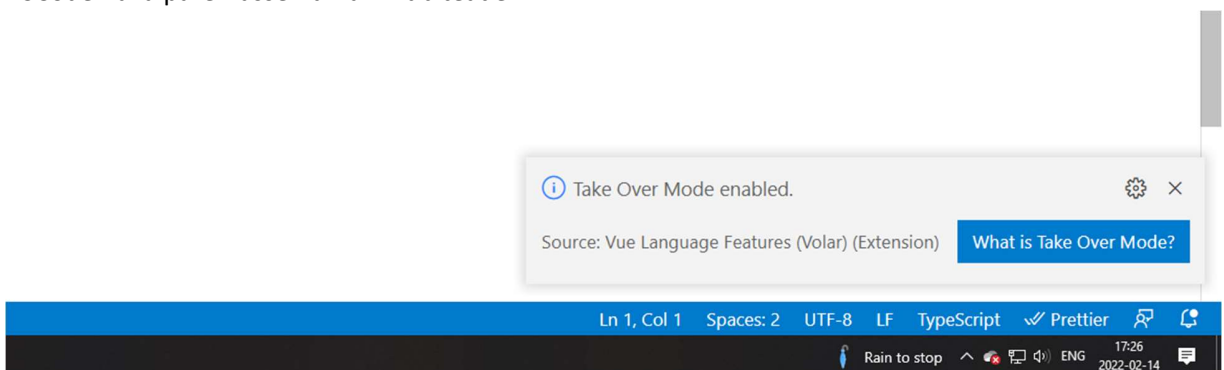 Take Over Mode enabled.
Source: Vue Language Features (Volar) (Extension)
What is Take Over Mode?
Ln 1, Col 1 Spaces: 2 UTF-8 LF TypeScript Prettier
Rain to stop ENG 17:26
2022-02-14